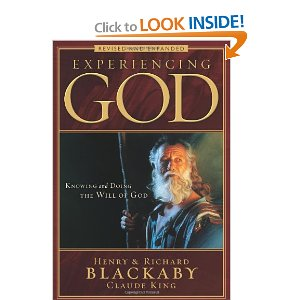 Click to LOOK INSIDE!
REVISED AND EXPANDED
EXPERIENCING
GOD
KNOWING and DOING
THE WILL OF GOD
HENRY & RICHARD
BLACKABY
CLAUDE KING